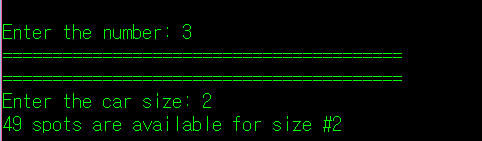 Enter the number: 3
========================================
========================================
Enter the car size: 2
49 spots are available for size #2